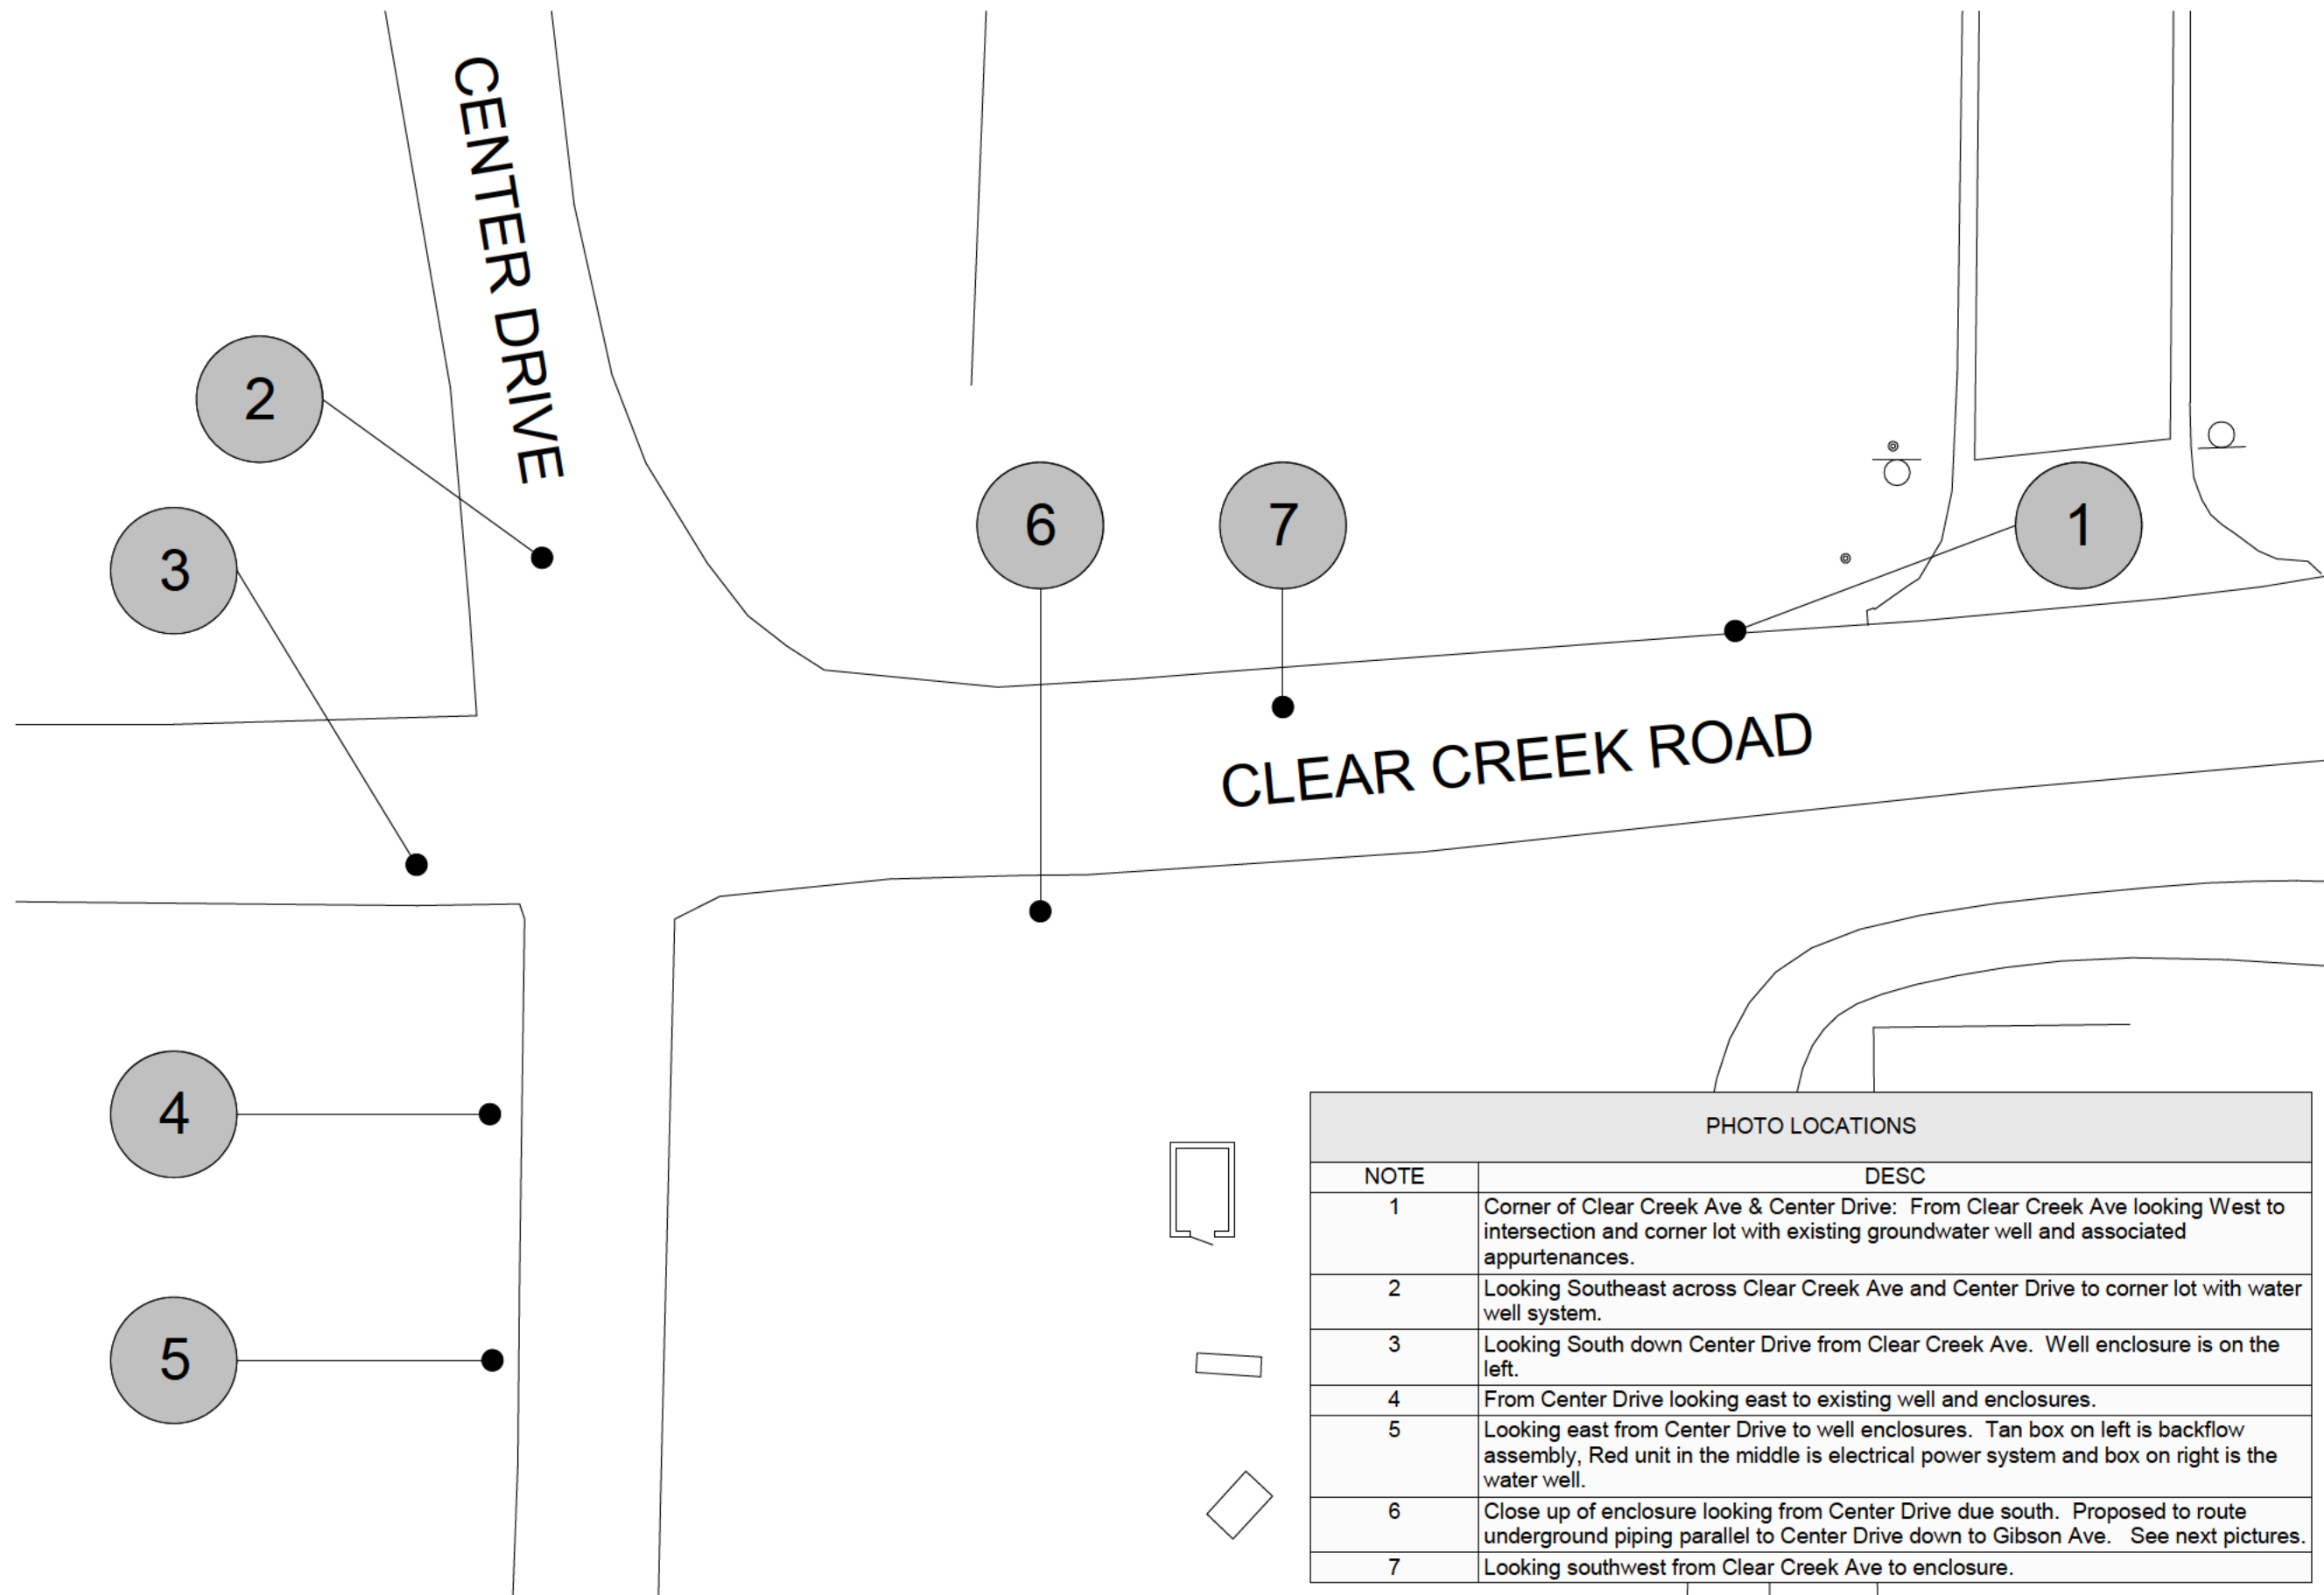 CENTER DRIVE
2
3
6
7
1
CLEAR CREEK ROAD
4
5
PHOTO LOCATIONS
NOTE DESC
1 Corner of Clear Creek Ave & Center Drive: From Clear Creek Ave looking West to
intersection and corner lot with existing groundwater well and associated
appurtenances.
2 Looking Southeast across Clear Creek Ave and Center Drive to corner lot with water
well system.
3 Looking South down Center Drive from Clear Creek Ave. Well enclosure is on the
left.
4 From Center Drive looking east to existing well and enclosures.
5 Looking east from Center Drive to well enclosures. Tan box on left is backflow
assembly, Red unit in the middle is electrical power system and box on right is the
water well.
6 Close up of enclosure looking from Center Drive due south. Proposed to route
underground piping parallel to Center Drive down to Gibson Ave. See next pictures.
7 Looking southwest from Clear Creek Ave to enclosure.